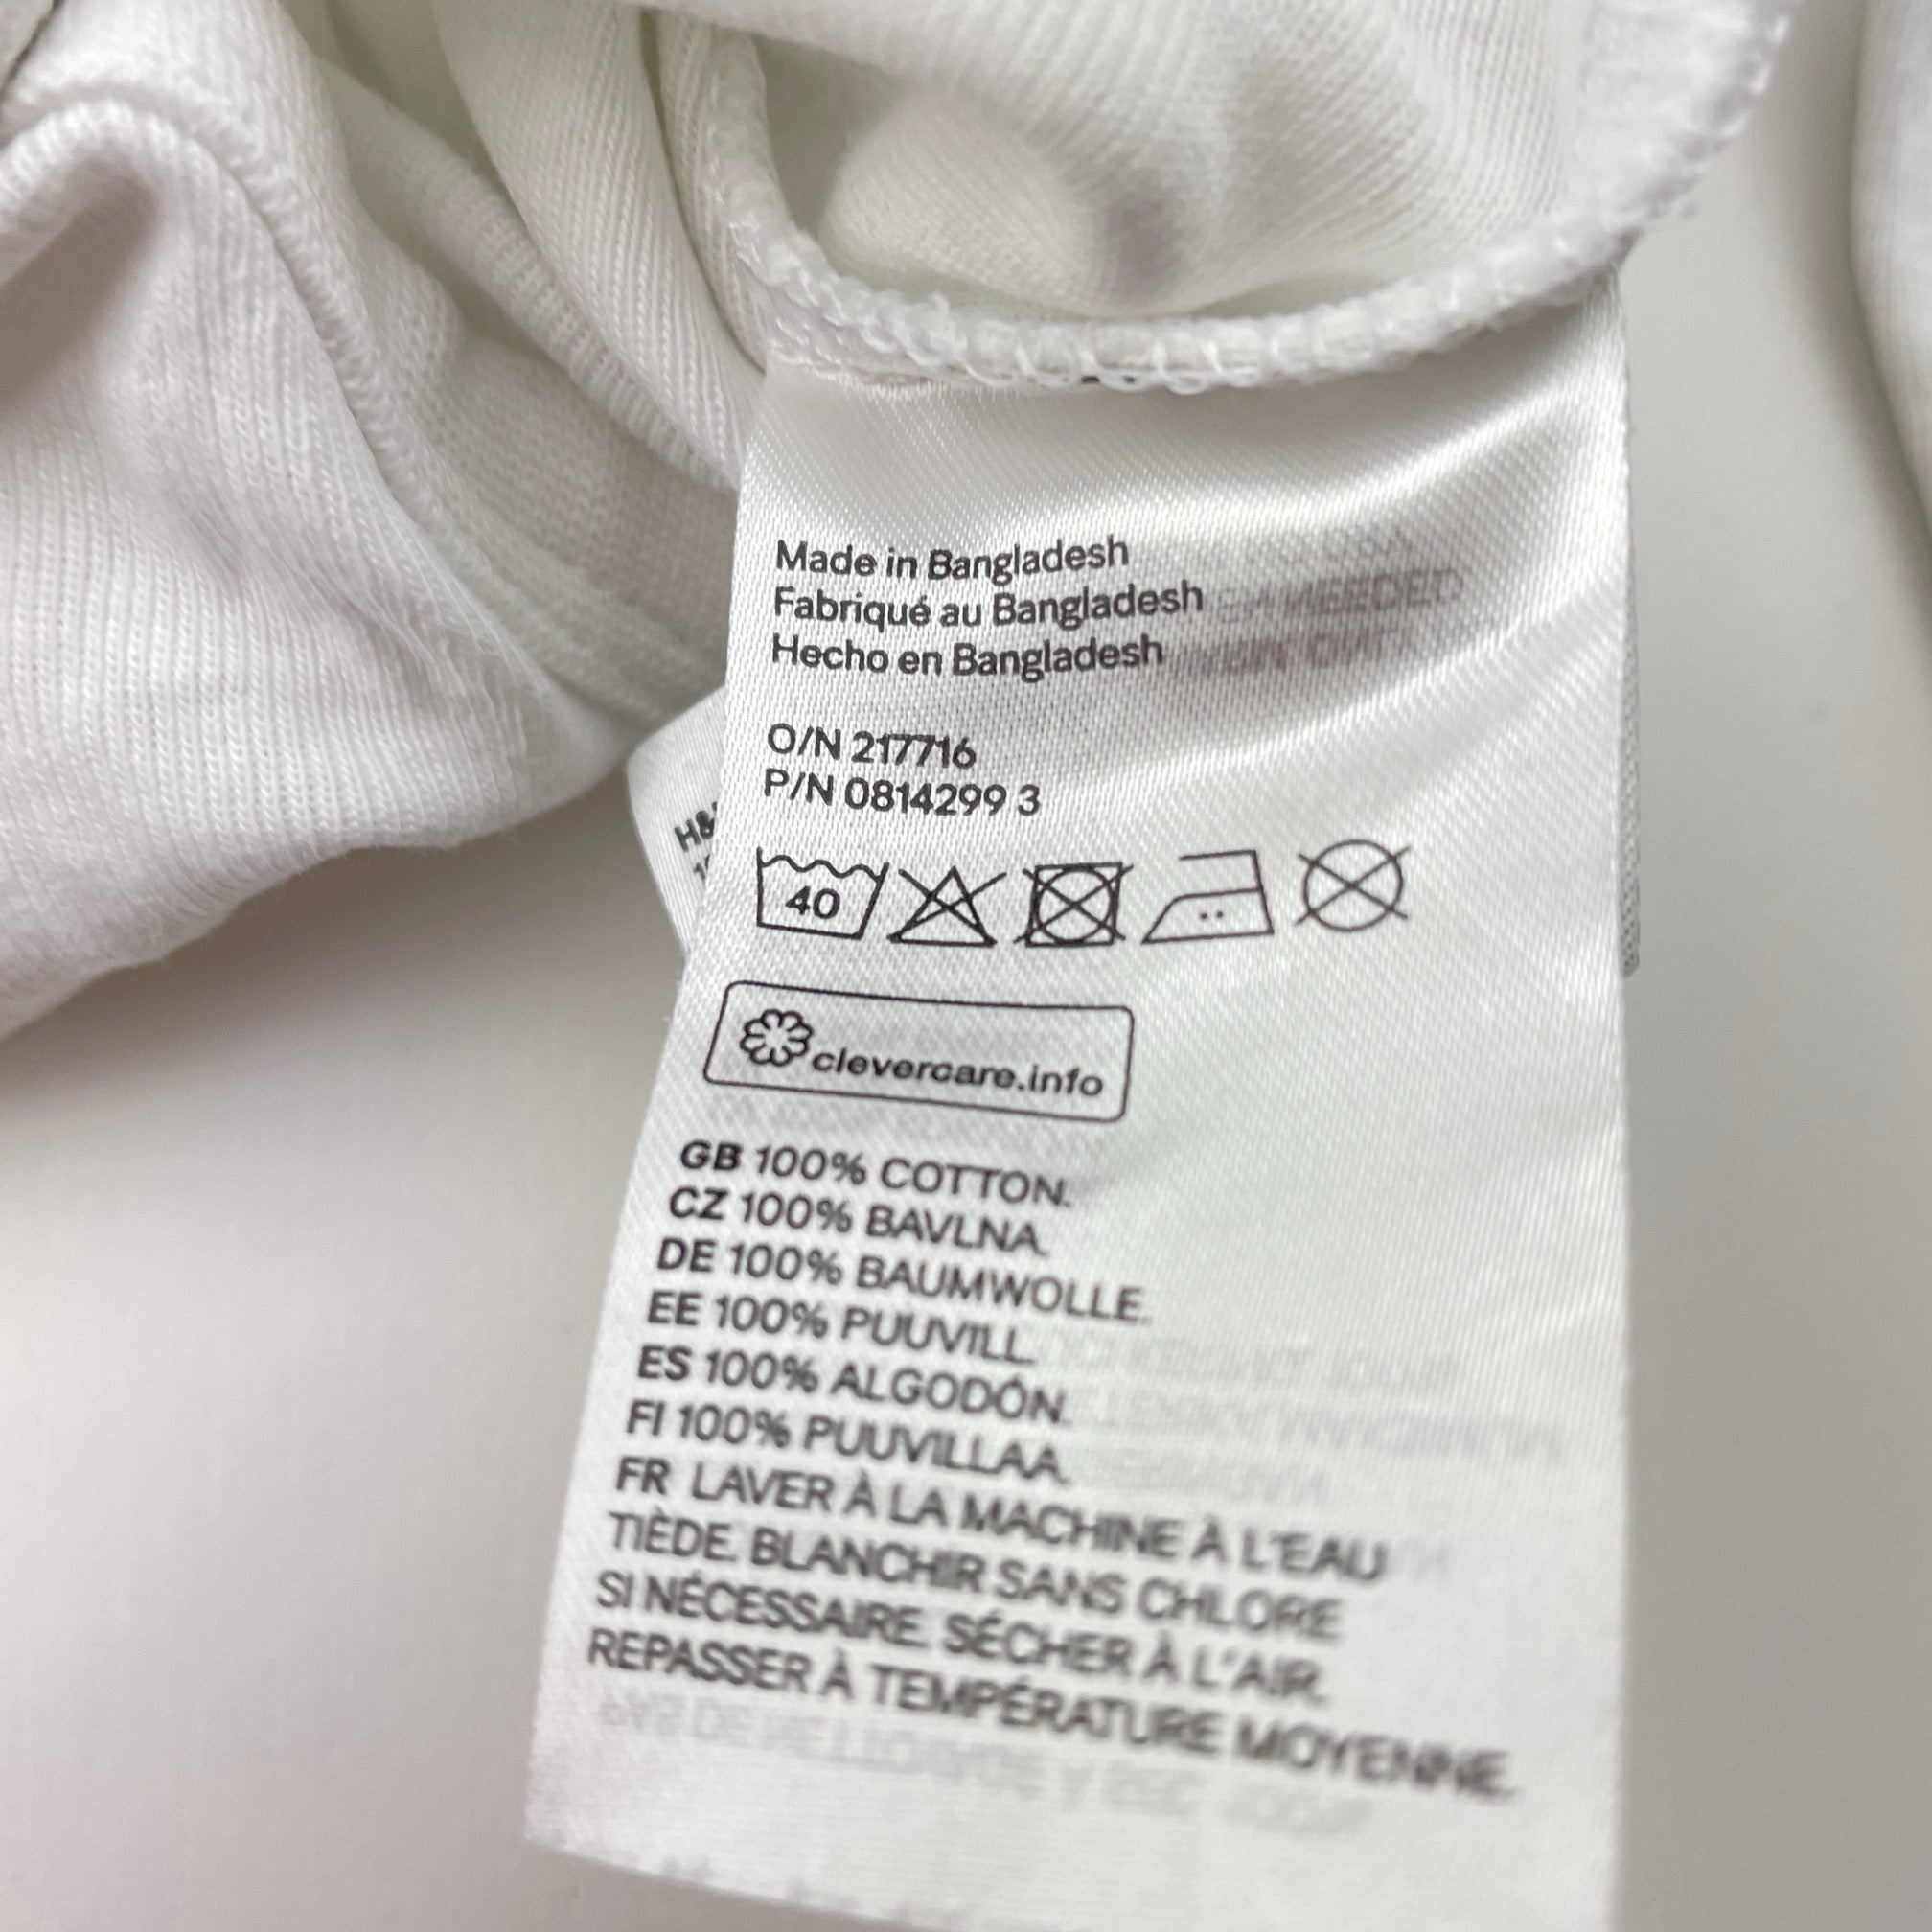 Made in Bangladesh
Fabriqué au Bangladesh
Hecho en Bangladesh
O/N 217716
P/N 0814299 3
H&
40
clevercare.info
GB 100% COTTON.
CZ 100% BAVLNA.
DE 100% BAUMWOLLE.
EE 100% PUUVILL.
ES 100% ALGODÓN.
FI 100% PUUVILLAA.
FR LAVER À LA MACHINE À L'EAU
TIÈDE. BLANCHIR SANS CHLORE
SI NÉCESSAIRE. SÉCHER À L'AIR.
REPASSER À TEMPÉRATURE MOYENNE.